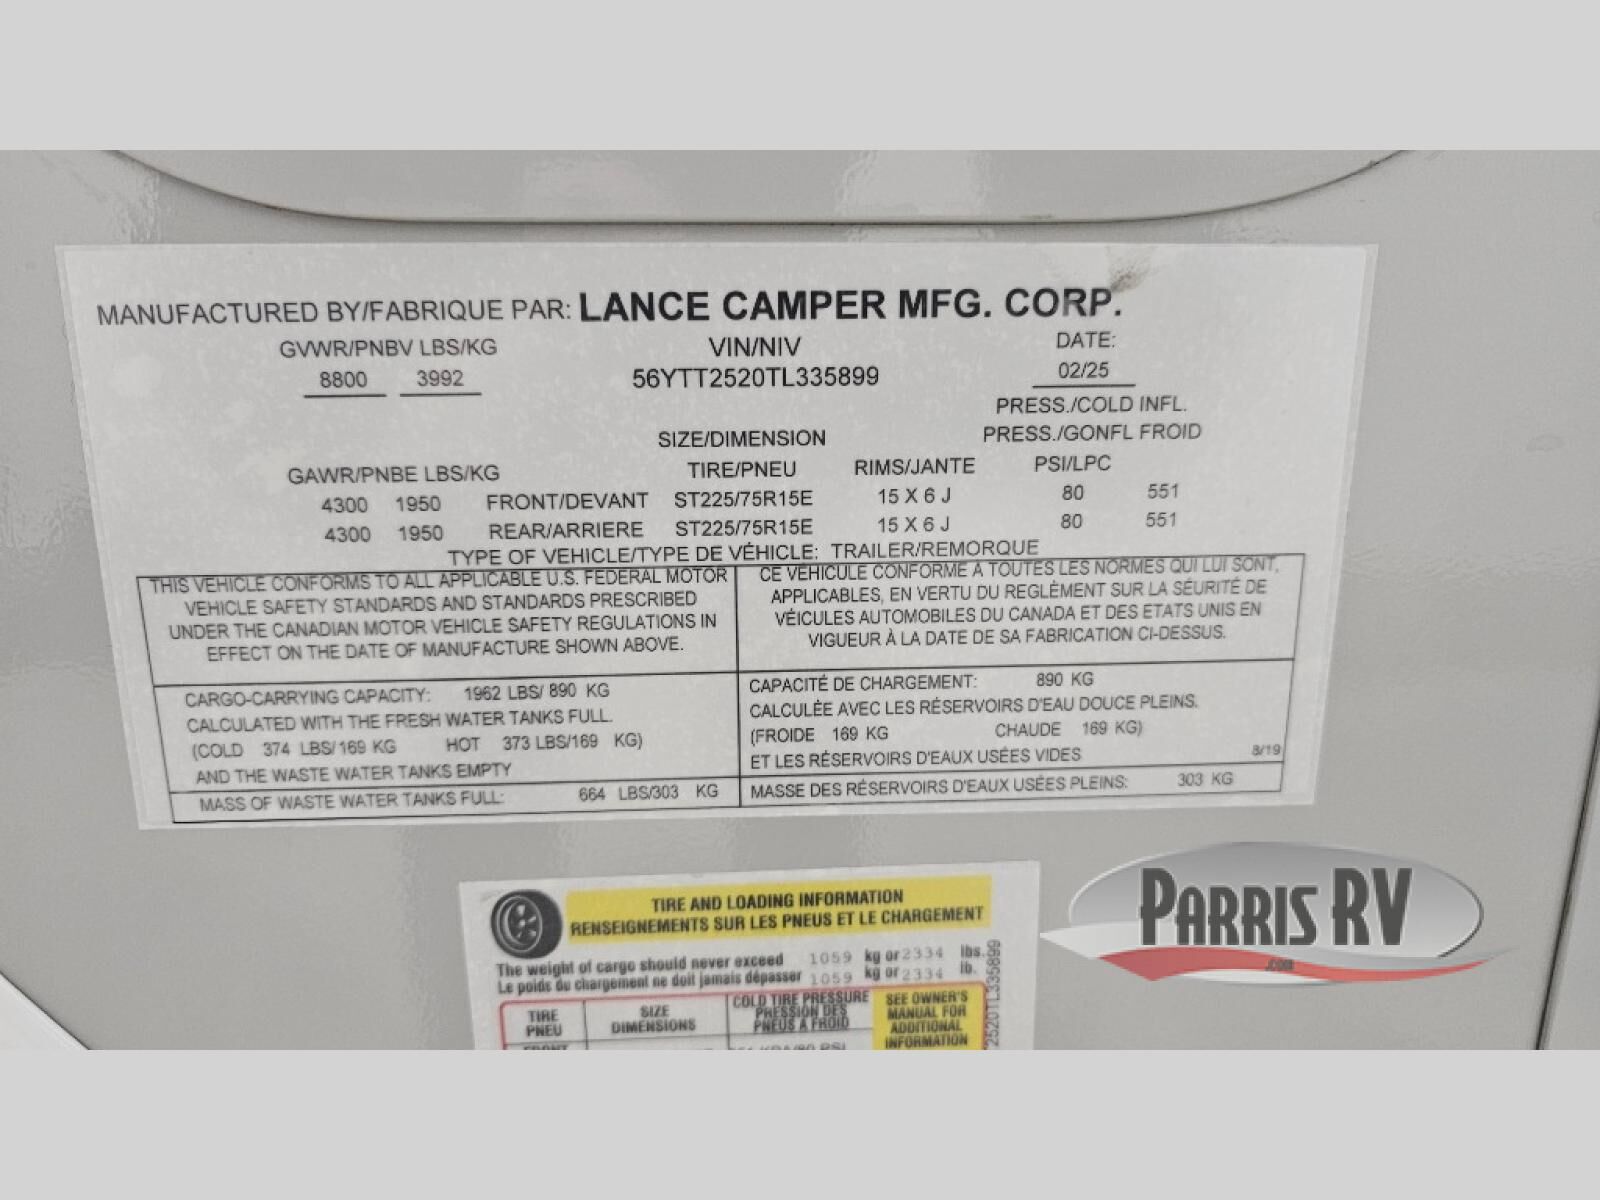 MANUFACTURED BY/FABRIQUE PAR: LANCE CAMPER MFG. CORP.
GVWR/PNBV LBS/KG VIN/NIV DATE:
8800 3992 56YTT2520TL335899 02/25
PRESS./COLD INFL.
SIZE/DIMENSION PRESS./GONFL FROID
GAWR/PNBE LBS/KG TIRE/PNEU RIMS/JANTE PSI/LPC
4300 1950 FRONT/DEVANT ST225/75R15E 15 X 6 J 80 551
4300 1950 REAR/ARRIERE ST225/75R15E 15 X 6 J 80 551
TYPE OF VEHICLE/TYPE DE VÉHICLE: TRAILER/REMORQUE
THIS VEHICLE CONFORMS TO ALL APPLICABLE U.S. FEDERAL MOTOR
VEHICLE SAFETY STANDARDS AND STANDARDS PRESCRIBED
UNDER THE CANADIAN MOTOR VEHICLE SAFETY REGULATIONS IN
EFFECT ON THE DATE OF MANUFACTURE SHOWN ABOVE.
CE VÉHICULE CONFORME À TOUTES LES NORMES QUI LUI SONT,
APPLICABLES, EN VERTU DU REGLÈMENT SUR LA SÉURITÉ DE
VÉICULES AUTOMOBILES DU CANADA ET DES ETATS UNIS EN
VIGUEUR À LA DATE DE SA FABRICATION CI-DESSUS.
CARGO-CARRYING CAPACITY: 1962 LBS/ 890 KG
CALCULATED WITH THE FRESH WATER TANKS FULL.
(COLD 374 LBS/169 KG HOT 373 LBS/169 KG)
AND THE WASTE WATER TANKS EMPTY
CAPACITÉ DE CHARGEMENT: 890 KG
CALCULÉE AVEC LES RÉSERVOIRS D'EAU DOUCE PLEINS.
(FROIDE 169 KG CHAUDE 169 KG)
ET LES RÉSERVOIRS D'EAUX USÉES VIDES 8/19
MASS OF WASTE WATER TANKS FULL: 664 LBS/303 KG
MASSE DES RÉSERVOIRS D'EAUX USÉES PLEINS: 303 KG
TIRE AND LOADING INFORMATION
RENSEIGNEMENTS SUR LES PNEUS ET LE CHARGEMENT
The weight of cargo should never exceed 1059 kg or 2334 lbs.
Le poids du chargement ne doit jamais dépasser 1059 kg or 2334 lb.
TIRE
PNEU
SIZE
DIMENSIONS
COLD TIRE PRESSURE
PRESSION DES
PNEUS A FROID
SEE OWNER'S
MANUAL FOR
ADDITIONAL
INFORMATION
2520TL335899
PARRIS RV
.com